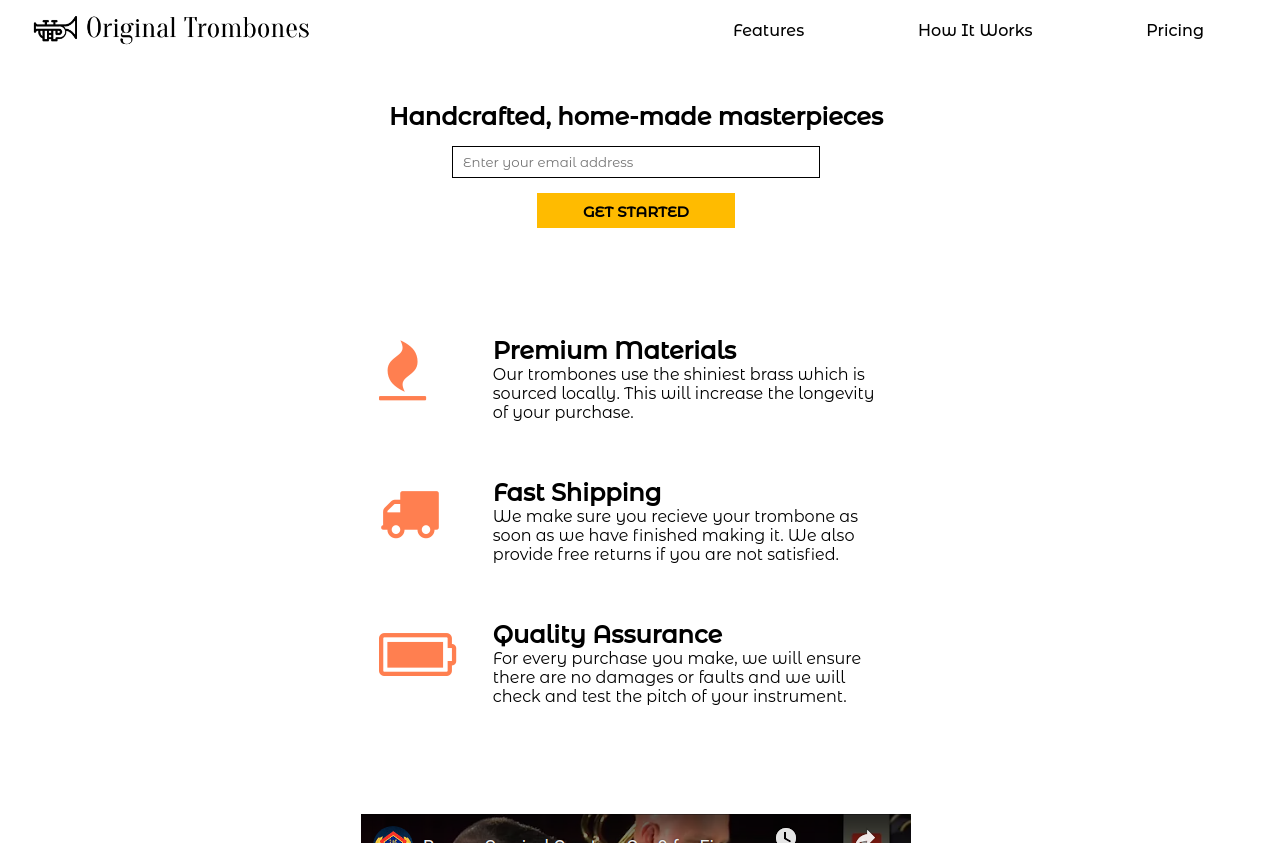 Original Trombones
Features
How It Works
Pricing
Handcrafted, home-made masterpieces
Enter your email address
GET STARTED
Premium Materials
Our trombones use the shiniest brass which is
sourced locally. This will increase the longevity
of your purchase.
Fast Shipping
We make sure you recieve your trombone as
soon as we have finished making it. We also
provide free returns if you are not satisfied.
Quality Assurance
For every purchase you make, we will ensure
there are no damages or faults and we will
check and test the pitch of your instrument.